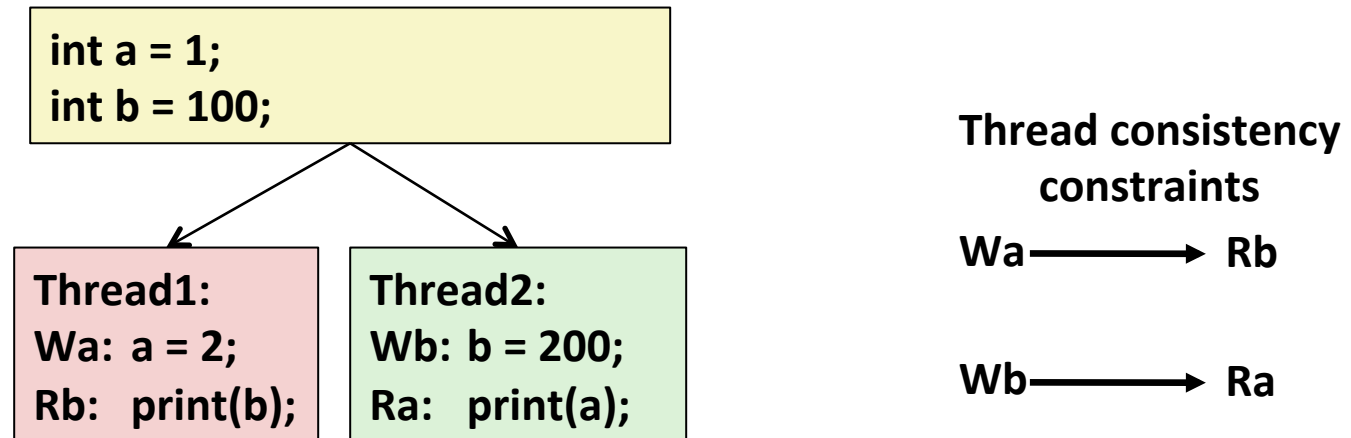 int a = 1;
int b = 100;
Thread1:
Wa: a = 2;
Rb: print(b);
Thread2:
Wb: b = 200;
Ra: print(a);
Thread consistency
constraints
Wa Rb
Wb Ra